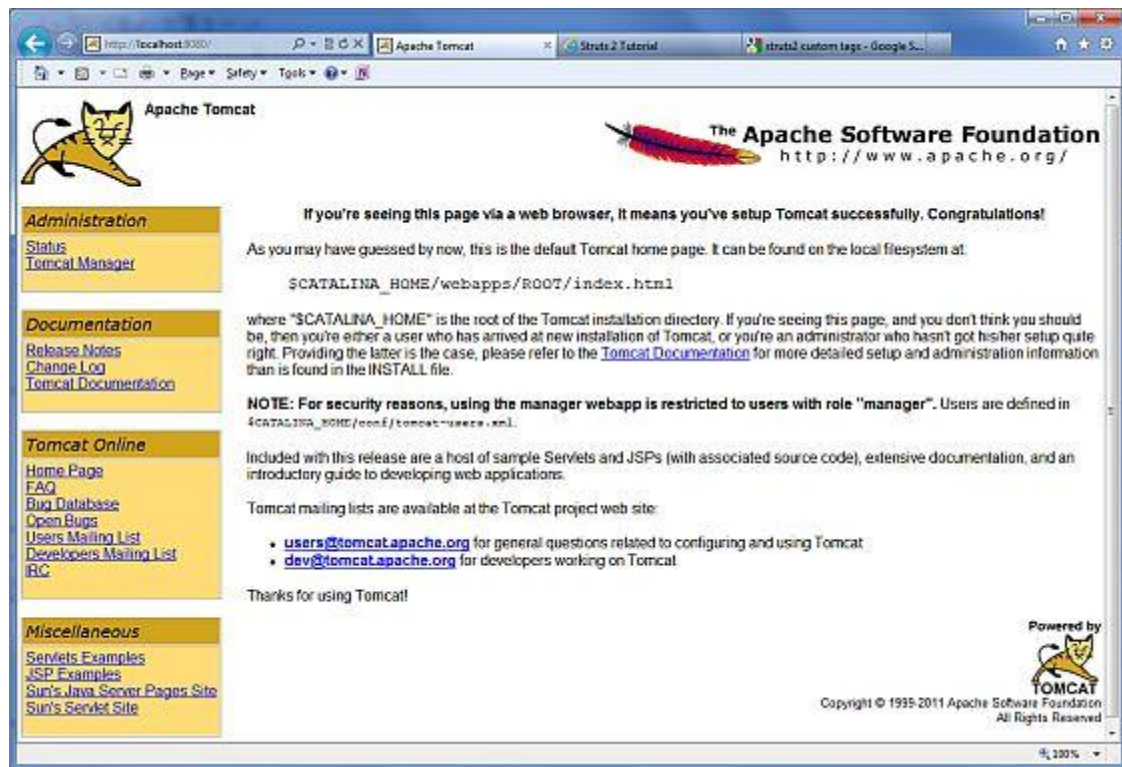 http://localhost:8080/
Apache Tomcat
Struts 2 Tutorial
struts2 custom tags - Google S...
Page
Safety
Tools
Apache Tomcat
The Apache Software Foundation
http://www.apache.org/
Administration
Status
Tomcat Manager
Documentation
Release Notes
Change Log
Tomcat Documentation
Tomcat Online
Home Page
FAQ
Bug Database
Open Bugs
Users Mailing List
Developers Mailing List
IRC
Miscellaneous
Servlets Examples
JSP Examples
Sun's Java Server Pages Site
Sun's Servlet Site
If you're seeing this page via a web browser, it means you've setup Tomcat successfully. Congratulations!
As you may have guessed by now, this is the default Tomcat home page. It can be found on the local filesystem at:
$CATALINA_HOME/webapps/ROOT/index.html
where "$CATALINA_HOME" is the root of the Tomcat installation directory. If you're seeing this page, and you don't think you should
be, then you're either a user who has arrived at new installation of Tomcat, or you're an administrator who hasn't got his/her setup quite
right. Providing the latter is the case, please refer to the Tomcat Documentation for more detailed setup and administration information
than is found in the INSTALL file.
NOTE: For security reasons, using the manager webapp is restricted to users with role "manager". Users are defined in
$CATALINA_HOME/conf/tomcat-users.xml.
Included with this release are a host of sample Servlets and JSPs (with associated source code), extensive documentation, and an
introductory guide to developing web applications.
Tomcat mailing lists are available at the Tomcat project web site:
users@tomcat.apache.org for general questions related to configuring and using Tomcat
dev@tomcat.apache.org for developers working on Tomcat
Thanks for using Tomcat!
Powered by
TOMCAT
Copyright © 1999-2011 Apache Software Foundation
All Rights Reserved
100%